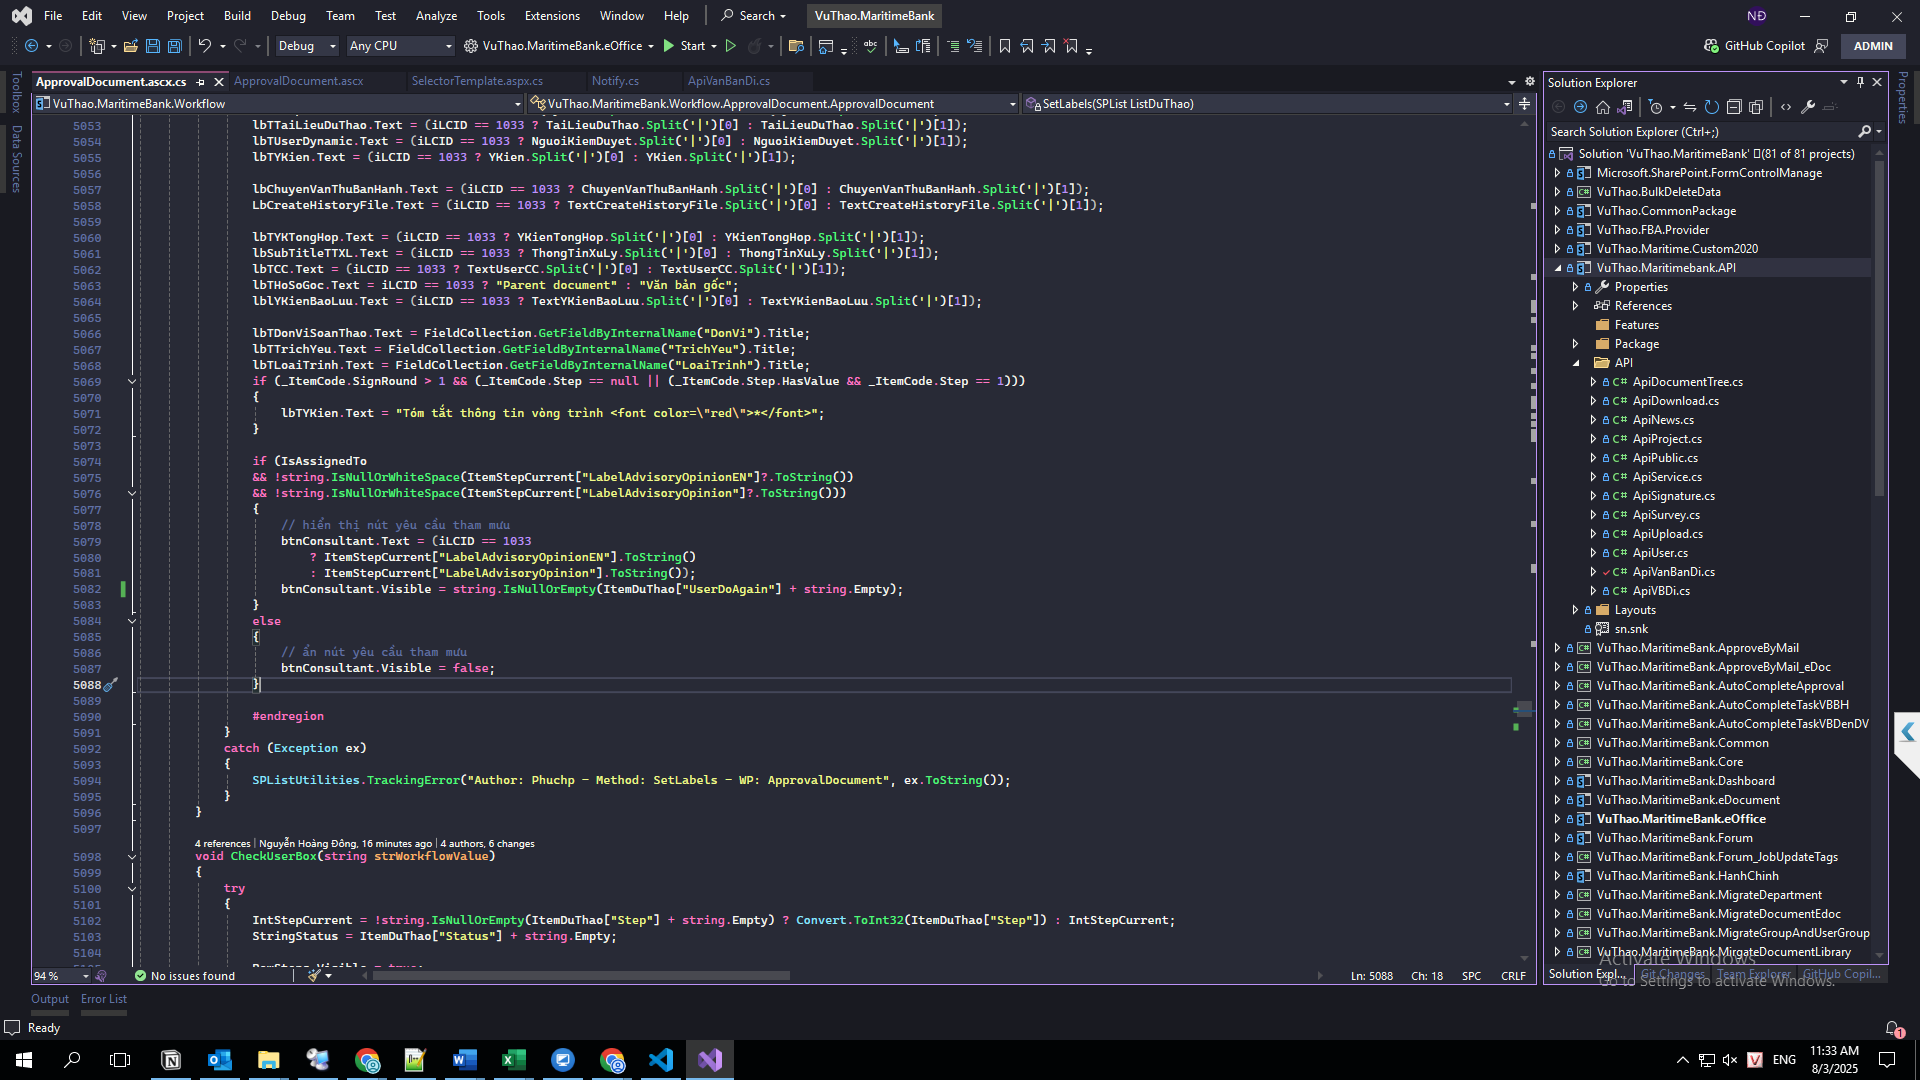 File Edit View Project Build Debug Team Test Analyze Tools Extensions Window Help Search VuThao.MaritimeBank NĐ
Debug Any CPU VuThao.MaritimeBank.eOffice Start GitHub Copilot ADMIN
Toolbox
Data Sources
ApprovalDocument.ascx.cs ApprovalDocument.ascx SelectorTemplate.aspx.cs Notify.cs ApiVanBanDi.cs
VuThao.MaritimeBank.Workflow VuThao.MaritimeBank.Workflow.ApprovalDocument.ApprovalDocument SetLabels(SPList ListDuThao)
5053 lbTTaiLieuDuThao.Text = (iLCID == 1033 ? TaiLieuDuThao.Split('|')[0] : TaiLieuDuThao.Split('|')[1]);
5054 lbTUserDynamic.Text = (iLCID == 1033 ? NguoiKiemDuyet.Split('|')[0] : NguoiKiemDuyet.Split('|')[1]);
5055 lbTYKien.Text = (iLCID == 1033 ? YKien.Split('|')[0] : YKien.Split('|')[1]);
5056
5057 lbChuyenVanThuBanHanh.Text = (iLCID == 1033 ? ChuyenVanThuBanHanh.Split('|')[0] : ChuyenVanThuBanHanh.Split('|')[1]);
5058 LbCreateHistoryFile.Text = (iLCID == 1033 ? TextCreateHistoryFile.Split('|')[0] : TextCreateHistoryFile.Split('|')[1]);
5059
5060 lbTYKTongHop.Text = (iLCID == 1033 ? YKienTongHop.Split('|')[0] : YKienTongHop.Split('|')[1]);
5061 lbSubTitleTTXL.Text = (iLCID == 1033 ? ThongTinXuLy.Split('|')[0] : ThongTinXuLy.Split('|')[1]);
5062 lbTCC.Text = (iLCID == 1033 ? TextUserCC.Split('|')[0] : TextUserCC.Split('|')[1]);
5063 lbTHoSoGoc.Text = iLCID == 1033 ? "Parent document" : "Văn bản gốc";
5064 lblYKienBaoLuu.Text = (iLCID == 1033 ? TextYKienBaoLuu.Split('|')[0] : TextYKienBaoLuu.Split('|')[1]);
5065
5066 lbTDonViSoanThao.Text = FieldCollection.GetFieldByInternalName("DonVi").Title;
5067 lbTTrichYeu.Text = FieldCollection.GetFieldByInternalName("TrichYeu").Title;
5068 lbTLoaiTrinh.Text = FieldCollection.GetFieldByInternalName("LoaiTrinh").Title;
5069 if (_ItemCode.SignRound > 1 && (_ItemCode.Step == null || (_ItemCode.Step.HasValue && _ItemCode.Step == 1)))
5070 {
5071 lbTYKien.Text = "Tóm tắt thông tin vòng trình <font color=\"red\">*</font>";
5072 }
5073
5074 if (IsAssignedTo
5075 && !string.IsNullOrWhiteSpace(ItemStepCurrent["LabelAdvisoryOpinionEN"]?.ToString())
5076 && !string.IsNullOrWhiteSpace(ItemStepCurrent["LabelAdvisoryOpinion"]?.ToString()))
5077 {
5078 // hiển thị nút yêu cầu tham mưu
5079 btnConsultant.Text = (iLCID == 1033
5080 ? ItemStepCurrent["LabelAdvisoryOpinionEN"].ToString()
5081 : ItemStepCurrent["LabelAdvisoryOpinion"].ToString());
5082 btnConsultant.Visible = string.IsNullOrEmpty(ItemDuThao["UserDoAgain"] + string.Empty);
5083 }
5084 else
5085 {
5086 // ẩn nút yêu cầu tham mưu
5087 btnConsultant.Visible = false;
5088 }
5089
5090 #endregion
5091 }
5092 catch (Exception ex)
5093 {
5094 SPListUtilities.TrackingError("Author: Phuchp - Method: SetLabels - WP: ApprovalDocument", ex.ToString());
5095 }
5096 }
5097
4 references | Nguyễn Hoàng Đông, 16 minutes ago | 4 authors, 6 changes
5098 void CheckUserBox(string strWorkflowValue)
5099 {
5100 try
5101 {
5102 IntStepCurrent = !string.IsNullOrEmpty(ItemDuThao["Step"] + string.Empty) ? Convert.ToInt32(ItemDuThao["Step"]) : IntStepCurrent;
5103 StringStatus = ItemDuThao["Status"] + string.Empty;
5104
94 % No issues found Ln: 5088 Ch: 18 SPC CRLF
Solution Explorer
Search Solution Explorer (Ctrl+;)
Solution 'VuThao.MaritimeBank' (81 of 81 projects)
Microsoft.SharePoint.FormControlManage
VuThao.BulkDeleteData
VuThao.CommonPackage
VuThao.FBA.Provider
VuThao.Maritime.Custom2020
VuThao.Maritimebank.API
Properties
References
Features
Package
API
ApiDocumentTree.cs
ApiDownload.cs
ApiNews.cs
ApiProject.cs
ApiPublic.cs
ApiService.cs
ApiSignature.cs
ApiSurvey.cs
ApiUpload.cs
ApiUser.cs
ApiVanBanDi.cs
ApiVBDi.cs
Layouts
sn.snk
VuThao.MaritimeBank.ApproveByMail
VuThao.MaritimeBank.ApproveByMail_eDoc
VuThao.MaritimeBank.AutoCompleteApproval
VuThao.MaritimeBank.AutoCompleteTaskVBBH
VuThao.MaritimeBank.AutoCompleteTaskVBDenDV
VuThao.MaritimeBank.Common
VuThao.MaritimeBank.Core
VuThao.MaritimeBank.Dashboard
VuThao.MaritimeBank.eDocument
VuThao.MaritimeBank.eOffice
VuThao.MaritimeBank.Forum
VuThao.MaritimeBank.Forum_JobUpdateTags
VuThao.MaritimeBank.HanhChinh
VuThao.MaritimeBank.MigrateDepartment
VuThao.MaritimeBank.MigrateDocumentEdoc
VuThao.MaritimeBank.MigrateGroupAndUserGroup
VuThao.MaritimeBank.MirgateDocumentLibrary
Solution Expl... Git Changes Team Explorer GitHub Copil...
Activate Windows
Go to Settings to activate Windows.
Properties
Output Error List
Ready
1
ENG
11:33 AM
8/3/2025